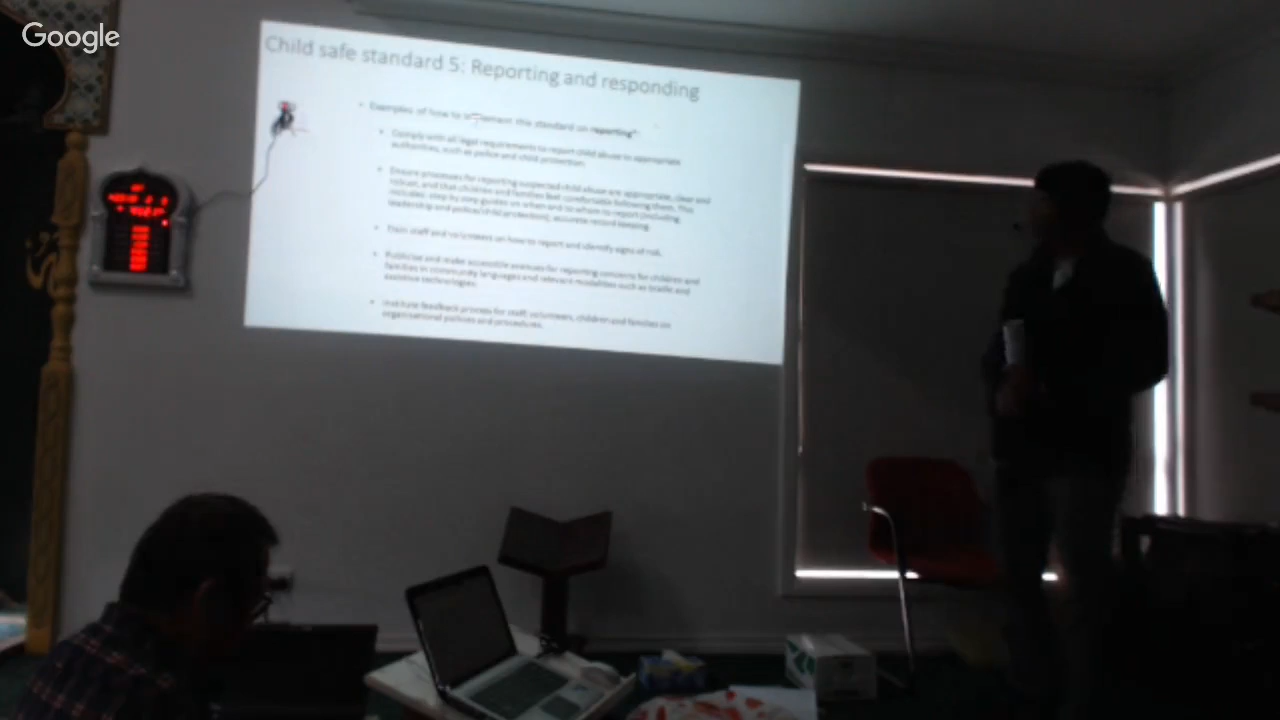 Google
Child safe standard 5: Reporting and responding
Examples of how to implement this standard on reporting":
Comply with all legal requirements to report child abuse to appropriate
authorities, such as police and child protection.
Ensure processes for reporting suspected child abuse are appropriate, clear and
robust, and that children and families feel comfortable following them. This
includes: step by step guides on when and to whom to report (including
leadership and police/child protection), accurate record keeping.
Train staff and volunteers on how to report and identify signs of risk.
Publicise and make accessible avenues for reporting concerns for children and
families in community languages and relevant modalities such as braille and
assistive technologies.
Institute feedback process for staff, volunteers, children and families on
organisational policies and procedures.